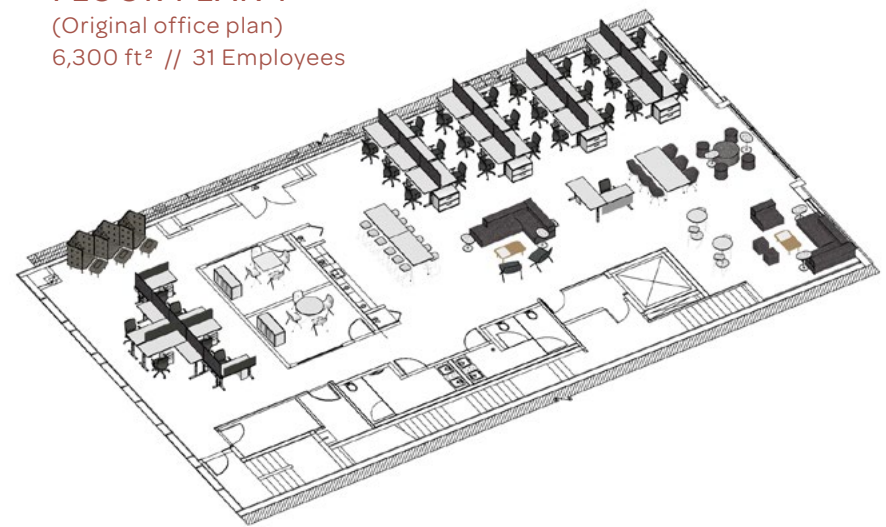 (Original office plan)
6,300 ft² // 31 Employees